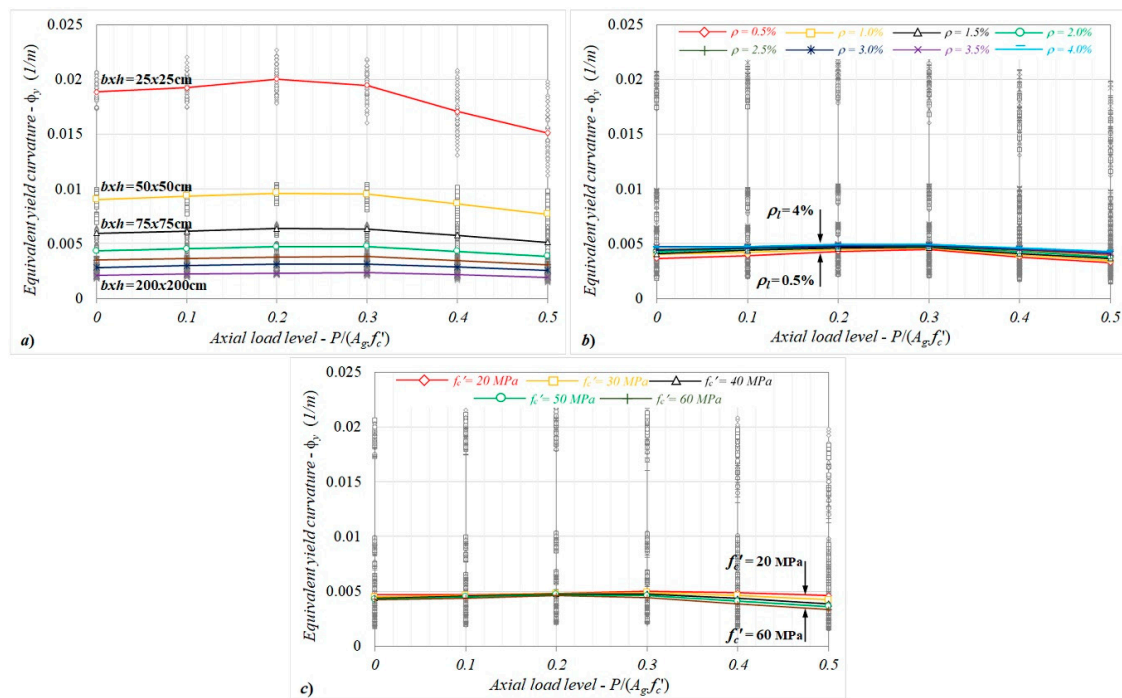 Equivalent yield curvature - ϕy (1/m)
0.025
0.02
0.015
0.01
0.005
0
bxh=25x25cm
bxh=50x50cm
bxh=75x75cm
bxh=200x200cm
0 0.1 0.2 0.3 0.4 0.5
Axial load level - P/(Agfc')
a)
Equivalent yield curvature - ϕy (1/m)
0.025
0.02
0.015
0.01
0.005
0
ρ = 0.5% ρ = 1.0% ρ = 1.5% ρ = 2.0%
ρ = 2.5% ρ = 3.0% ρ = 3.5% ρ = 4.0%
ρl = 4%
ρl = 0.5%
0 0.1 0.2 0.3 0.4 0.5
Axial load level - P/(Agfc')
b)
Equivalent yield curvature - ϕy (1/m)
0.025
0.02
0.015
0.01
0.005
0
fc'= 20 MPa fc'= 30 MPa fc'= 40 MPa
fc'= 50 MPa fc'= 60 MPa
fc' = 20 MPa
fc' = 60 MPa
0 0.1 0.2 0.3 0.4 0.5
Axial load level - P/(Agfc')
c)